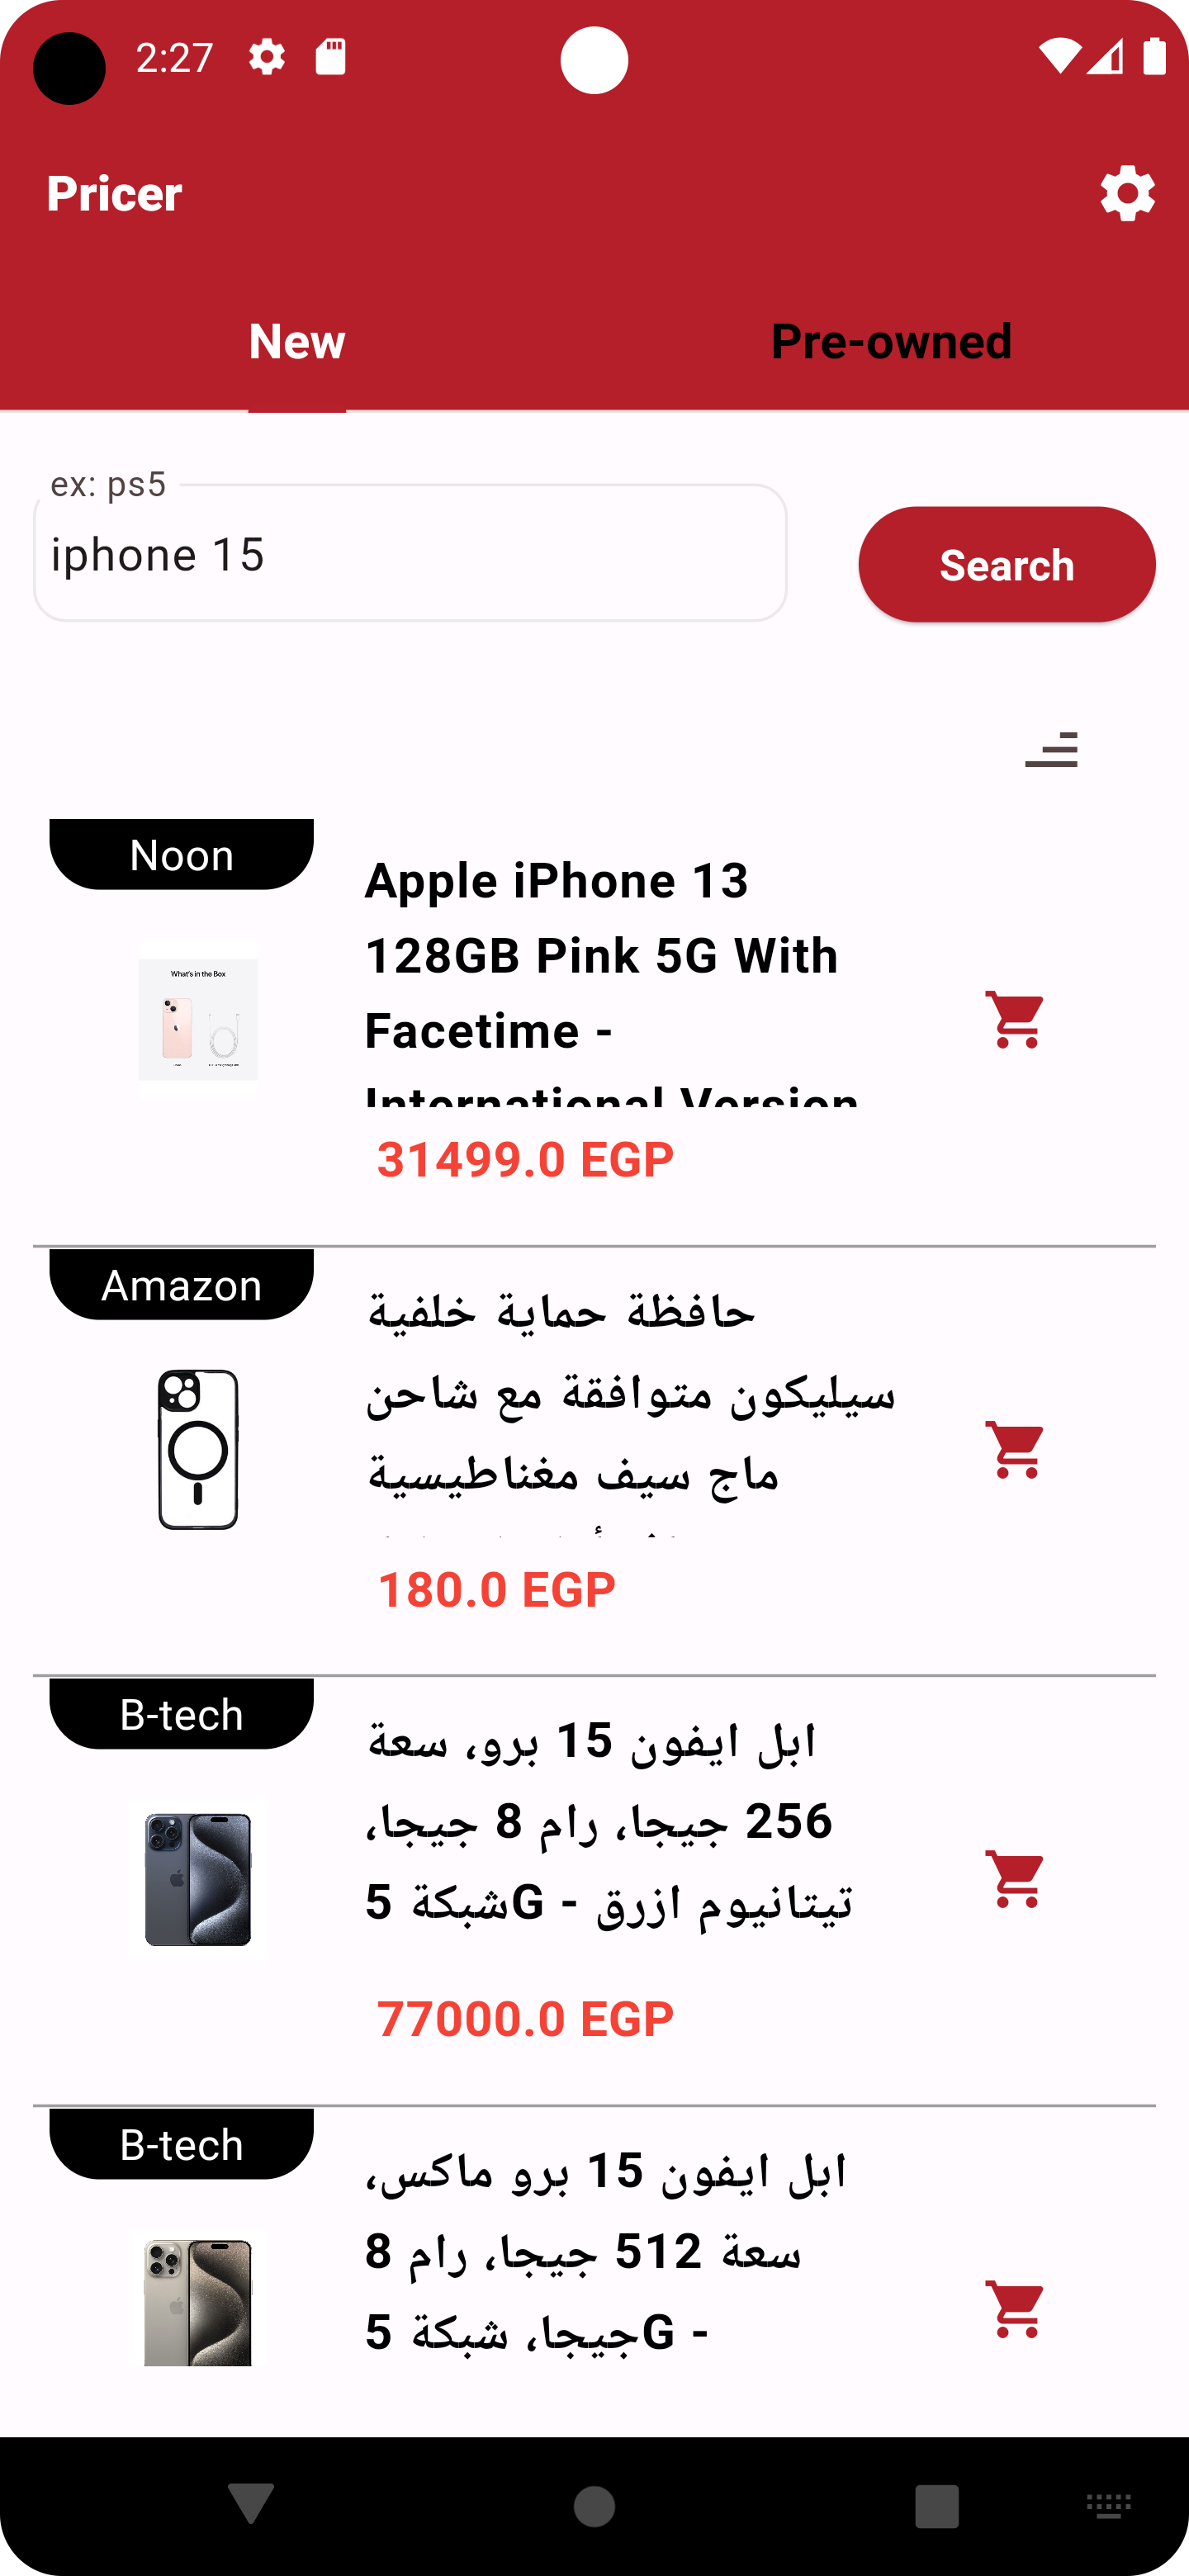 2:27
Pricer
New
Pre-owned
ex: ps5
iphone 15
Search
Noon
What's in the Box
Apple iPhone 13
128GB Pink 5G With
Facetime -
International Version
31499.0 EGP
Amazon
حافظة حماية خلفية
سيليكون متوافقة مع شاحن
ماج سيف مغناطيسية
180.0 EGP
B-tech
ابل ايفون 15 برو، سعة
256 جيجا، رام 8 جيجا،
شبكة 5G - تيتانيوم ازرق
77000.0 EGP
B-tech
ابل ايفون 15 برو ماكس،
سعة 512 جيجا، رام 8
جيجا، شبكة 5G -